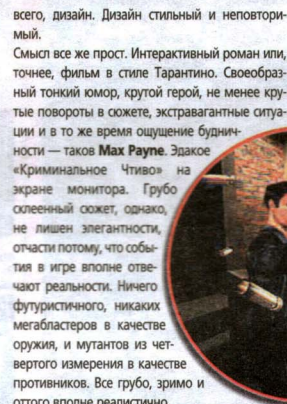 всего, дизайн. Дизайн стильный и неповтори-
мый.
Смысл все же прост. Интерактивный роман или,
точнее, фильм в стиле Тарантино. Своеобраз-
ный тонкий юмор, крутой герой, не менее кру-
тые повороты в сюжете, экстравагантные ситуа-
ции и в то же время ощущение буднич-
ности — таков Max Payne. Эдакое
«Криминальное Чтиво» на
экране монитора. Грубо
склеенный сюжет, однако,
не лишен элегантности,
отчасти потому, что собы-
тия в игре вполне отве-
чают реальности. Ничего
футуристичного, никаких
мегабластеров в качестве
оружия, и мутантов из чет-
вертого измерения в качестве
противников. Все грубо, зримо и
оттого вполне реалистично